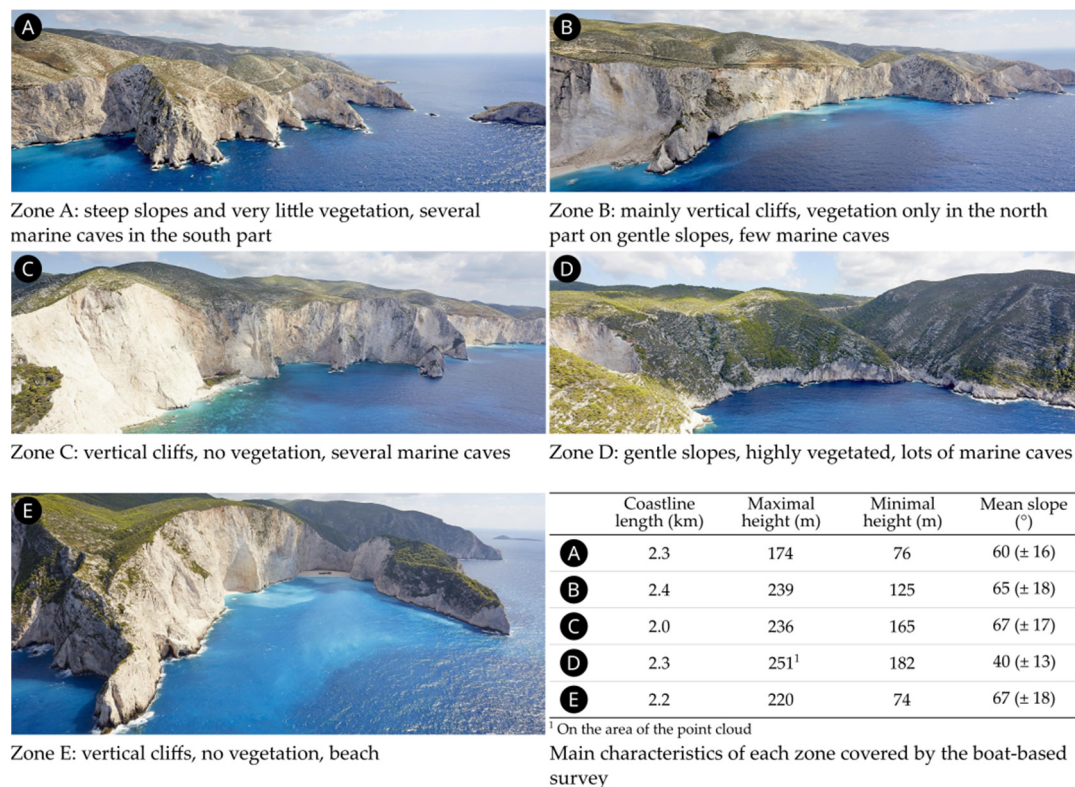 A
B
Zone A: steep slopes and very little vegetation, several
marine caves in the south part
Zone B: mainly vertical cliffs, vegetation only in the north
part on gentle slopes, few marine caves
C
D
Zone C: vertical cliffs, no vegetation, several marine caves
Zone D: gentle slopes, highly vegetated, lots of marine caves
E
Zone E: vertical cliffs, no vegetation, beach
Coastline length (km) Maximal height (m) Minimal height (m) Mean slope (°)
A 2.3 174 76 60 (± 16)
B 2.4 239 125 65 (± 18)
C 2.0 236 165 67 (± 17)
D 2.3 251¹ 182 40 (± 13)
E 2.2 220 74 67 (± 18)
¹ On the area of the point cloud
Main characteristics of each zone covered by the boat-based
survey